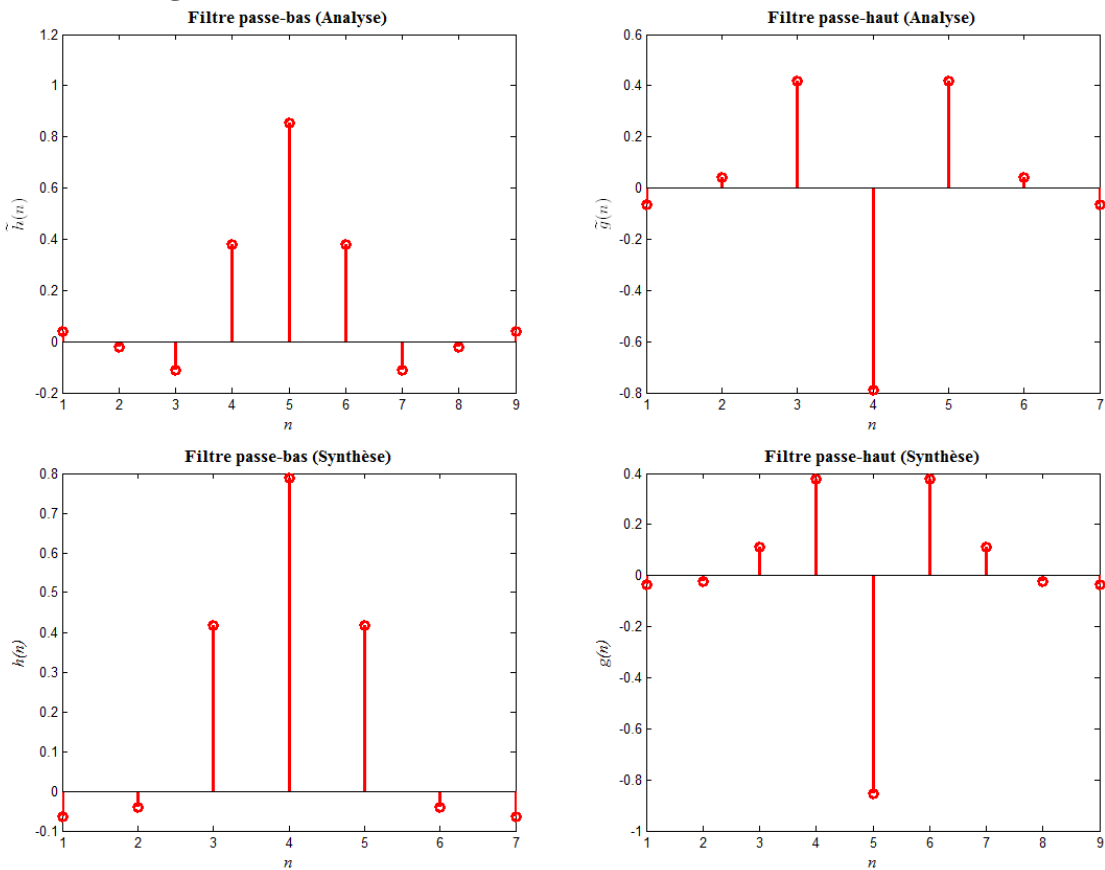 Filtre passe-bas (Analyse)
1.2
1
0.8
0.6
0.4
0.2
0
-0.2
h̃(n)
1 2 3 4 5 6 7 8 9
n
Filtre passe-haut (Analyse)
0.6
0.4
0.2
0
-0.2
-0.4
-0.6
-0.8
g̃(n)
1 2 3 4 5 6 7
n
Filtre passe-bas (Synthèse)
0.8
0.7
0.6
0.5
0.4
0.3
0.2
0.1
0
-0.1
h(n)
1 2 3 4 5 6 7
n
Filtre passe-haut (Synthèse)
0.4
0.2
0
-0.2
-0.4
-0.6
-0.8
-1
g(n)
1 2 3 4 5 6 7 8 9
n